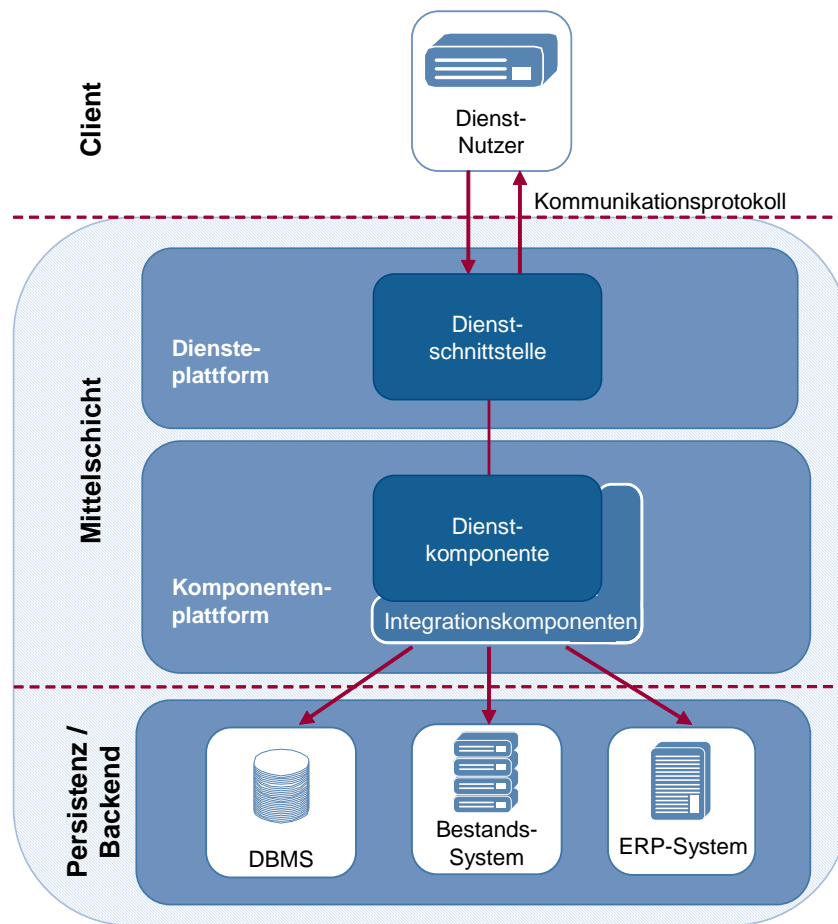 Client
Dienst-
Nutzer
Kommunikationsprotokoll
Mittelschicht
Dienste-
plattform
Dienst-
schnittstelle
Komponenten-
plattform
Dienst-
komponente
Integrationskomponenten
Persistenz /
Backend
DBMS
Bestands-
System
ERP-System